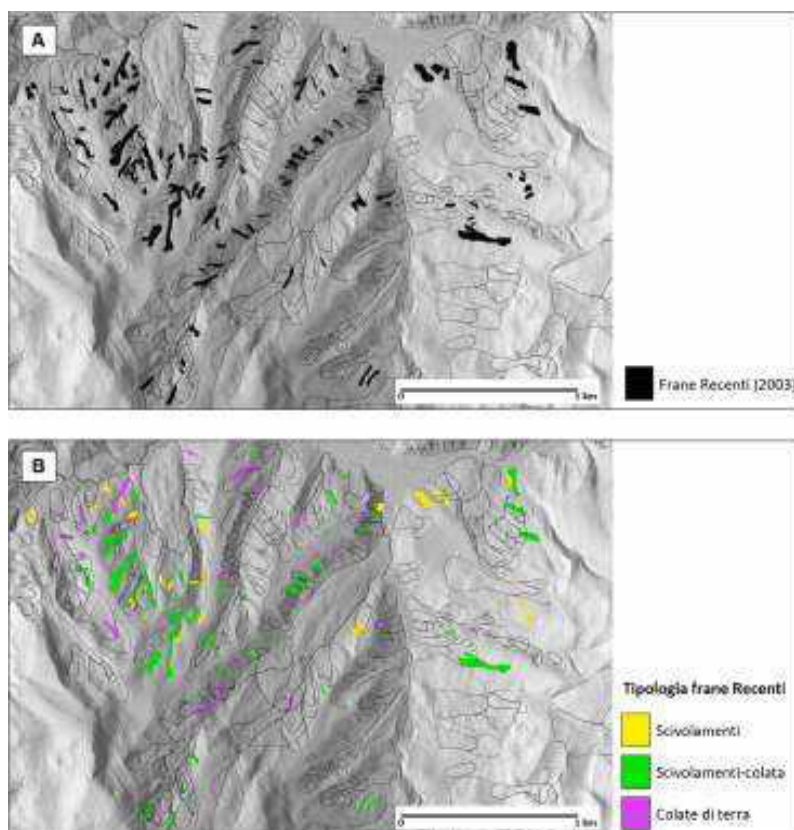 A
Frane Recenti (2003)
0 1 km
B
Tipologia frane Recenti
Scivolamenti
Scivolamenti-colata
Colate di terra
0 1 km